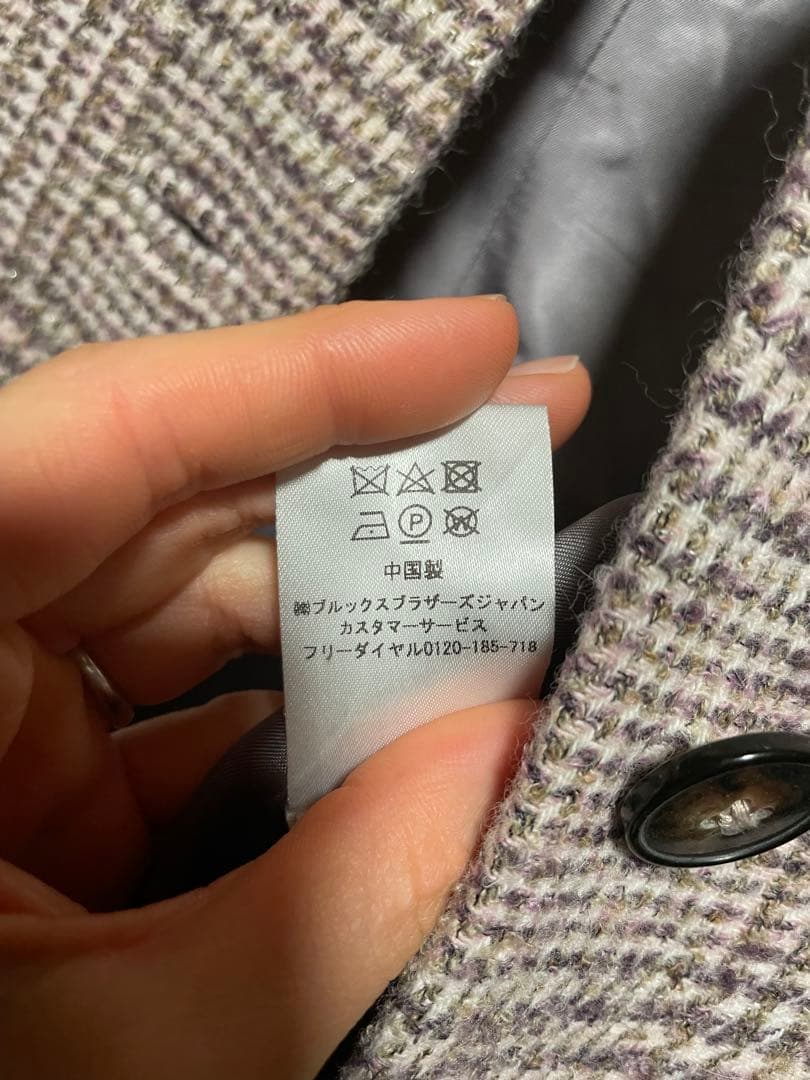 中国製
㈱ブルックスブラザーズジャパン
カスタマーサービス
フリーダイヤル0120-185-718